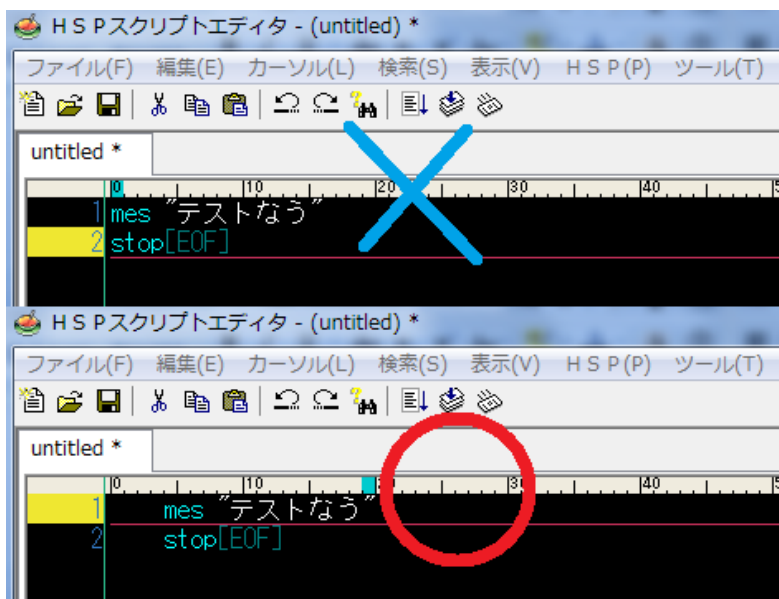 ＨＳＰスクリプトエディタ - (untitled) *
ファイル(F) 編集(E) カーソル(L) 検索(S) 表示(V) ＨＳＰ(P) ツール(T)
untitled *
0 10 20 30 40
1 mes "テストなう"
2 stop[EOF]
ＨＳＰスクリプトエディタ - (untitled) *
ファイル(F) 編集(E) カーソル(L) 検索(S) 表示(V) ＨＳＰ(P) ツール(T)
untitled *
0 10 30 40
1 mes "テストなう"
2 stop[EOF]